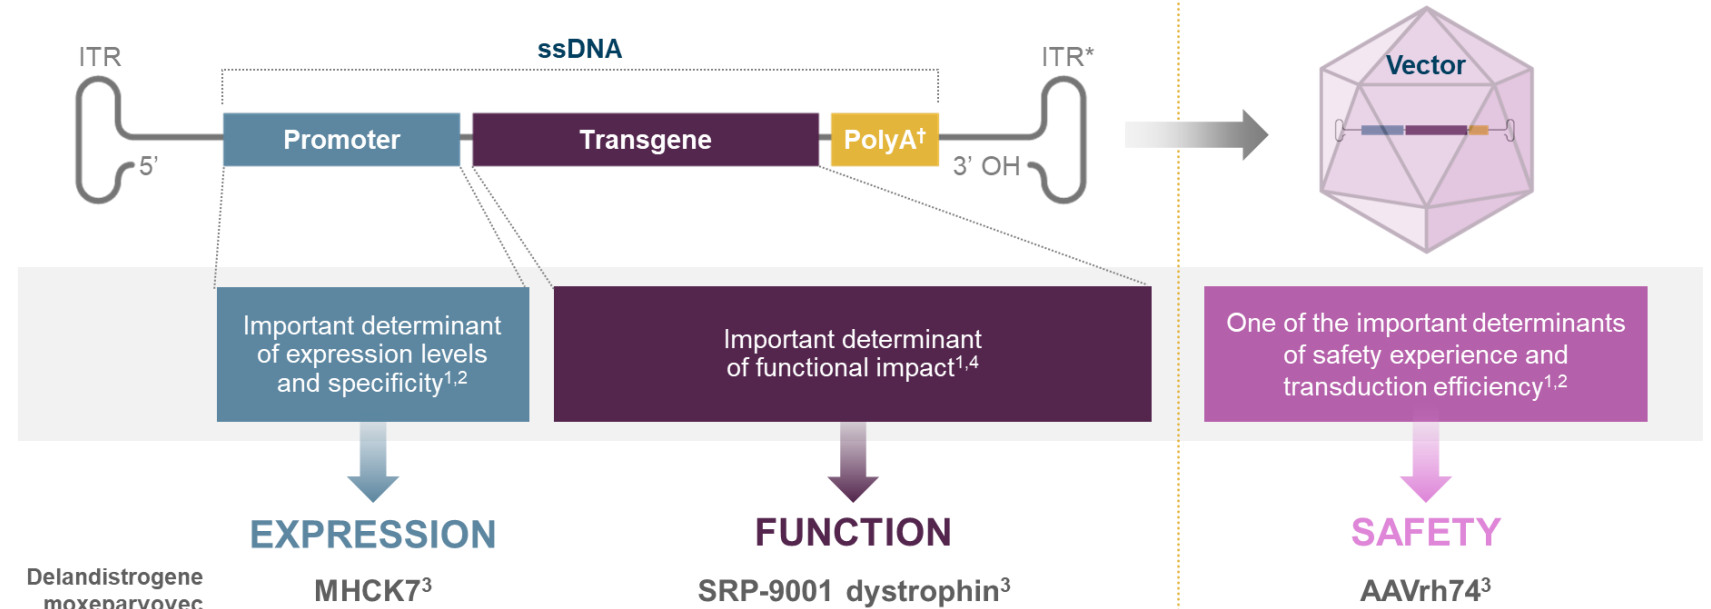 ITR
ssDNA
ITR*
Vector
Promoter
Transgene
PolyA†
5’
3’ OH
Important determinant
of expression levels
and specificity1,2
Important determinant
of functional impact1,4
One of the important determinants
of safety experience and
transduction efficiency1,2
EXPRESSION
FUNCTION
SAFETY
Delandistrogene
moxeparvovec
MHCK7³
SRP-9001 dystrophin³
AAVrh74³